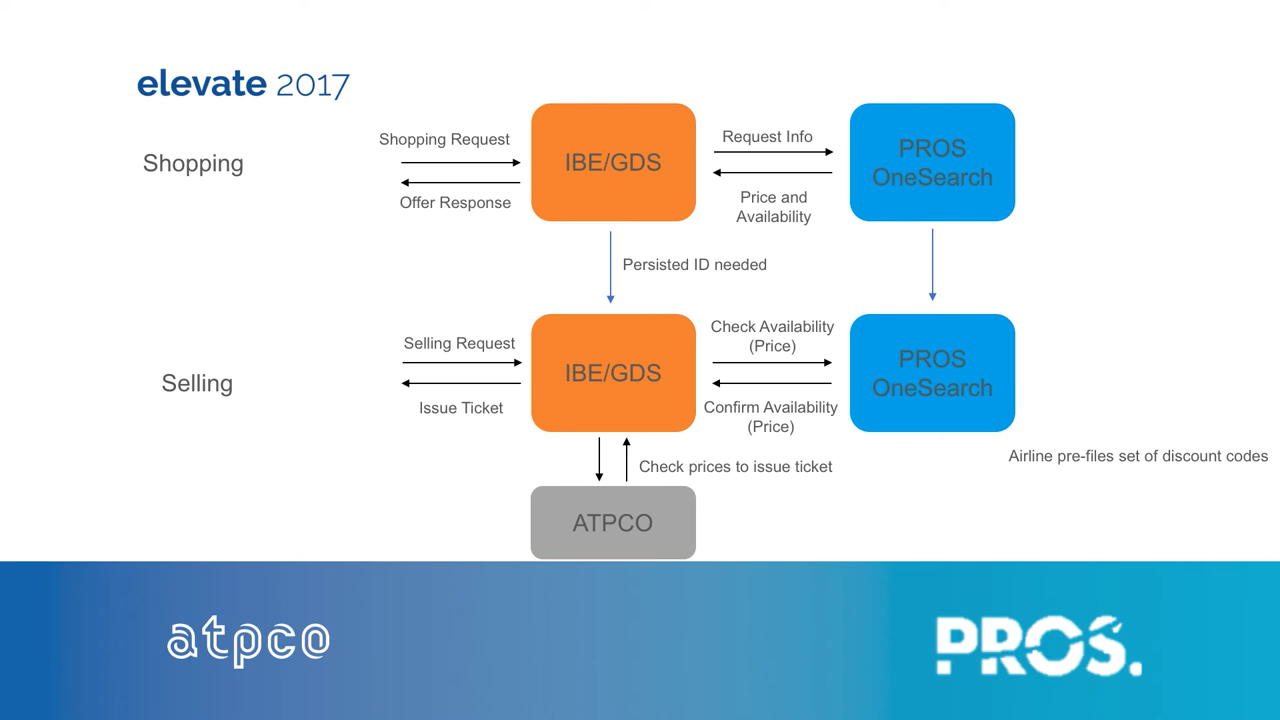 elevate 2017
Shopping
Shopping Request
Offer Response
IBE/GDS
Request Info
Price and
Availability
PROS
OneSearch
Persisted ID needed
Selling
Selling Request
Issue Ticket
IBE/GDS
Check Availability
(Price)
Confirm Availability
(Price)
PROS
OneSearch
Airline pre-files set of discount codes
Check prices to issue ticket
ATPCO
atpco
PROS.